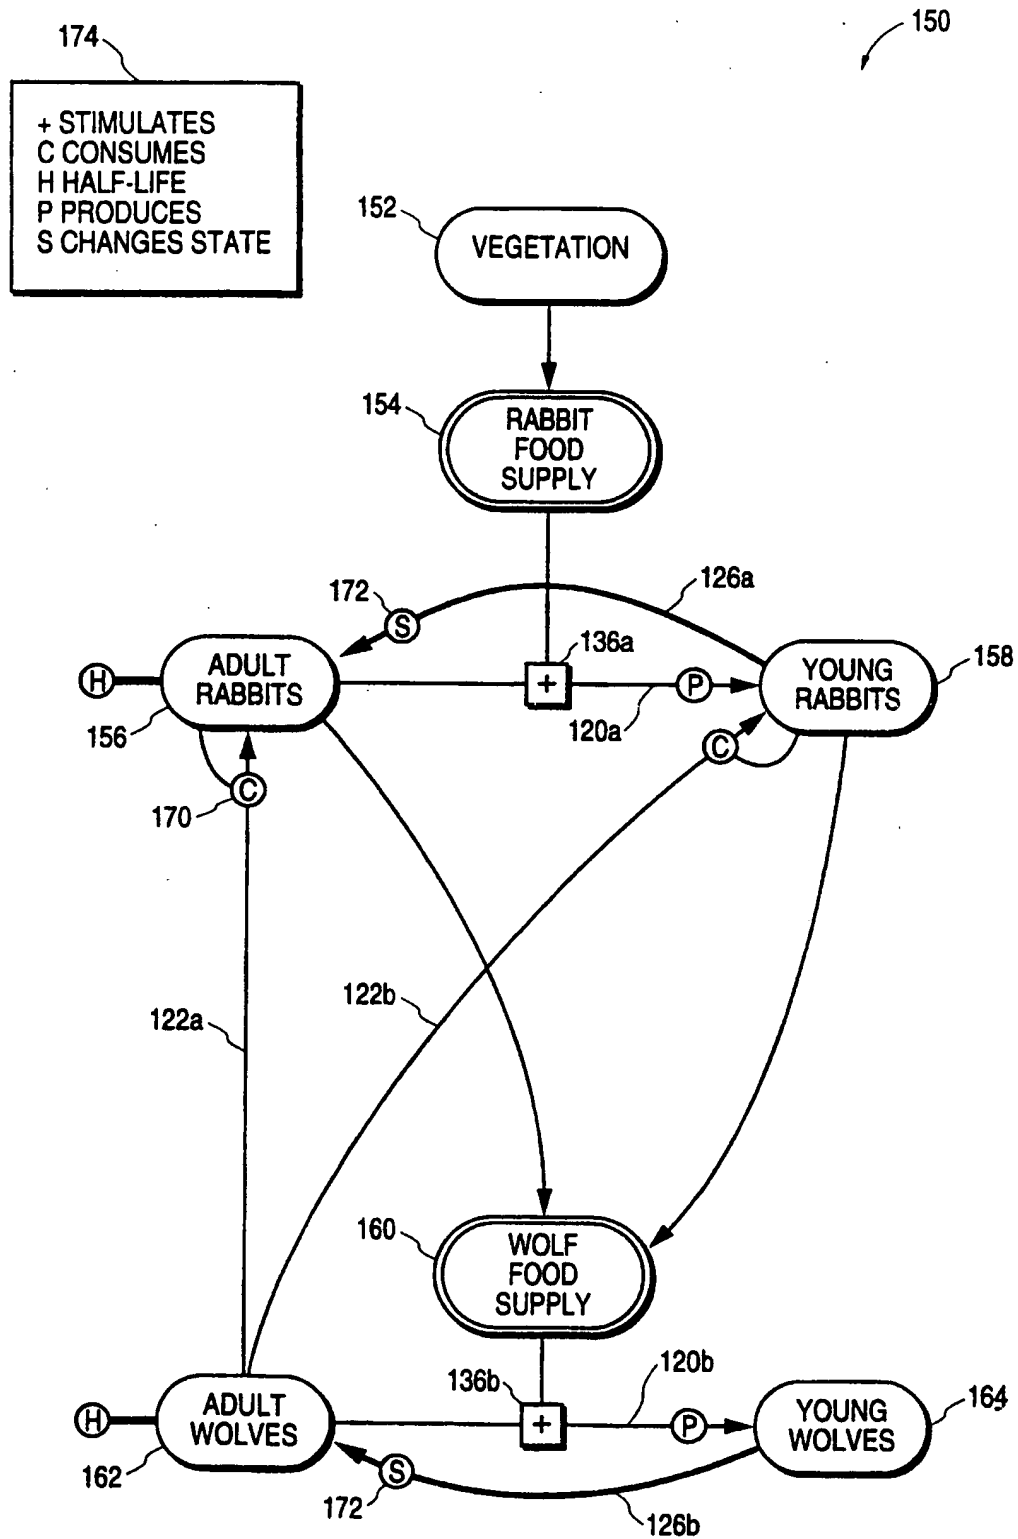 150
174
+ STIMULATES
C CONSUMES
H HALF-LIFE
P PRODUCES
S CHANGES STATE
152
VEGETATION
154
RABBIT
FOOD
SUPPLY
126a
172
S
136a
H
ADULT
RABBITS
+
P
YOUNG
RABBITS
158
156
120a
C
C
170
122b
122a
160
WOLF
FOOD
SUPPLY
136b
120b
H
ADULT
WOLVES
+
P
YOUNG
WOLVES
164
162
S
172
126b